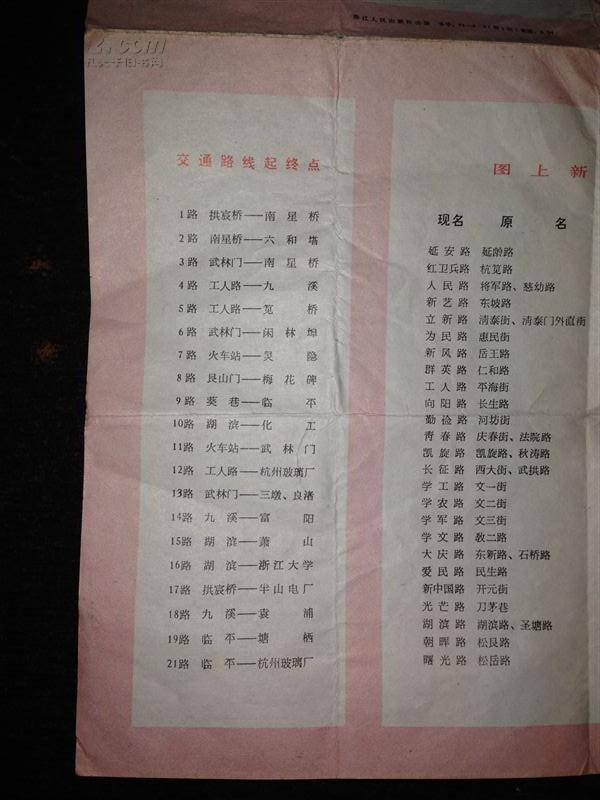 浙江人民出版社出版
交通路线起终点
1路 拱宸桥——南星桥
2路 南星桥——六和塔
3路 武林门——南星桥
4路 工人路——九溪
5路 工人路——笕桥
6路 武林门——闲林埠
7路 火车站——灵隐
8路 艮山门——梅花碑
9路 葵巷——临平
10路 湖滨——化工
11路 火车站——武林门
12路 工人路——杭州玻璃厂
13路 武林门——三墩、良渚
14路 九溪——富阳
15路 湖滨——萧山
16路 湖滨——浙江大学
17路 拱宸桥——半山电厂
18路 九溪——袁浦
19路 临平——塘栖
21路 临平——杭州玻璃厂
图上新
现名 原名
延安路 延龄路
红卫兵路 杭笕路
人民路 将军路、慈幼路
新艺路 东坡路
立新路 清泰街、清泰门外直南
为民路 惠民街
新风路 岳王路
群英路 仁和路
工人路 平海街
向阳路 长生路
勤俭路 河坊街
青春路 庆春街、法院路
凯旋路 凯旋路、秋涛路
长征路 西大街、武拱路
学工路 文一街
学农路 文二街
学军路 文三街
学文路 教二路
大庆路 东新路、石桥路
爱民路 民生路
新中国路 开元街
光芒路 刀茅巷
湖滨路 湖滨路、圣塘路
朝晖路 松艮路
曙光路 松岳路